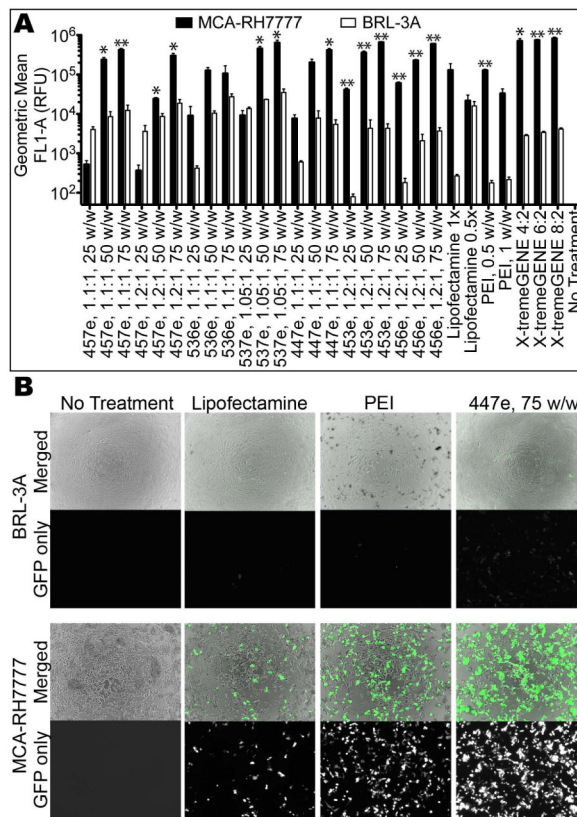 A
MCA-RH7777 BRL-3A
Geometric Mean
FL1-A (RFU)
10^6
10^5
10^4
10^3
10^2
* ** * * * * * ** ** ** ** ** ** ** * ** **
457e, 1.1:1, 25 w/w
457e, 1.1:1, 50 w/w
457e, 1.1:1, 75 w/w
457e, 1.2:1, 25 w/w
457e, 1.2:1, 50 w/w
457e, 1.2:1, 75 w/w
536e, 1.1:1, 25 w/w
536e, 1.1:1, 50 w/w
536e, 1.1:1, 75 w/w
537e, 1.05:1, 25 w/w
537e, 1.05:1, 50 w/w
537e, 1.05:1, 75 w/w
447e, 1.1:1, 25 w/w
447e, 1.1:1, 50 w/w
447e, 1.1:1, 75 w/w
453e, 1.2:1, 25 w/w
453e, 1.2:1, 50 w/w
453e, 1.2:1, 75 w/w
456e, 1.2:1, 25 w/w
456e, 1.2:1, 50 w/w
456e, 1.2:1, 75 w/w
Lipofectamine 1x
Lipofectamine 0.5x
PEI, 0.5 w/w
PEI, 1 w/w
X-tremeGENE 4:2
X-tremeGENE 6:2
X-tremeGENE 8:2
No Treatment
B
No Treatment Lipofectamine PEI 447e, 75 w/w
BRL-3A
Merged
GFP only
MCA-RH7777
Merged
GFP only